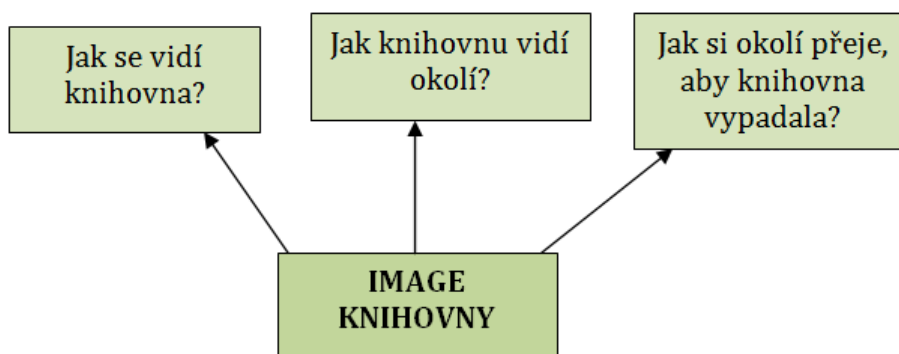 Jak se vidí
knihovna?
Jak knihovnu vidí
okolí?
Jak si okolí přeje,
aby knihovna
vypadala?
IMAGE
KNIHOVNY